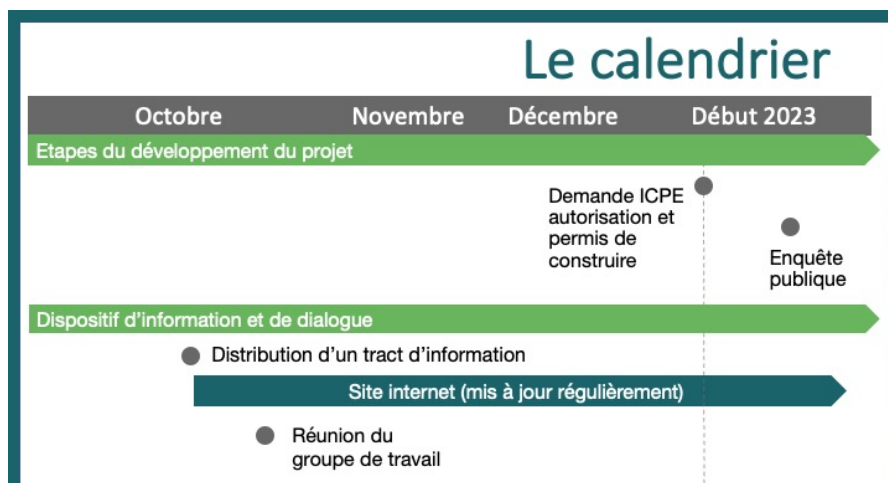 Le calendrier
Octobre Novembre Décembre Début 2023
Etapes du développement du projet
Demande ICPE
autorisation et
permis de
construire
Enquête
publique
Dispositif d'information et de dialogue
Distribution d'un tract d'information
Site internet (mis à jour régulièrement)
Réunion du
groupe de travail